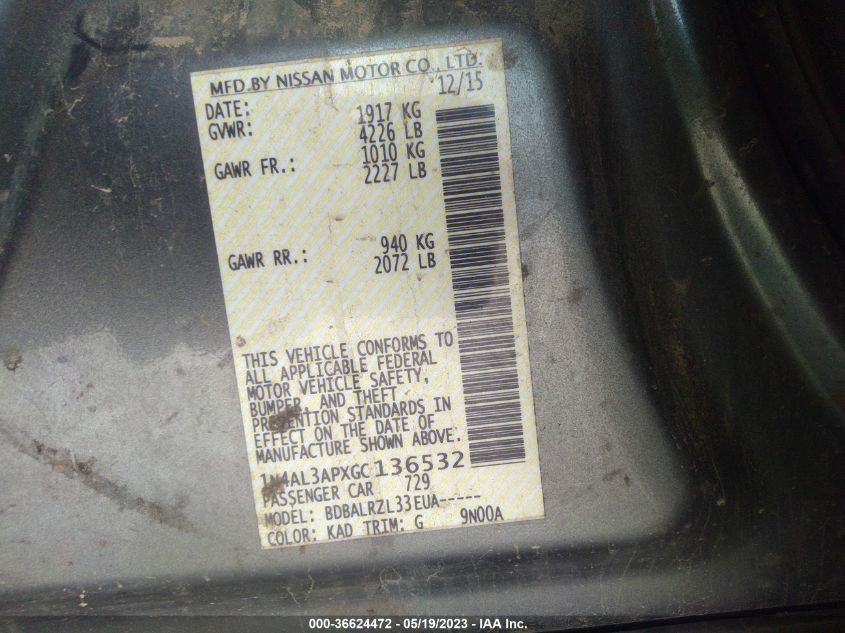 MFD.BY NISSAN MOTOR CO., LTD.
DATE: 12/15
GVWR: 1917 KG
4226 LB
GAWR FR.: 1010 KG
2227 LB
GAWR RR.: 940 KG
2072 LB
THIS VEHICLE CONFORMS TO
ALL APPLICABLE FEDERAL
MOTOR VEHICLE SAFETY,
BUMPER, AND THEFT
PREVENTION STANDARDS IN
EFFECT ON THE DATE OF
MANUFACTURE SHOWN ABOVE.
1N4AL3APXGC136532
PASSENGER CAR 729
MODEL: BDBALRZL33EUA-----
COLOR: KAD TRIM: G 9N00A
000-36624472 - 05/19/2023 - IAA Inc.